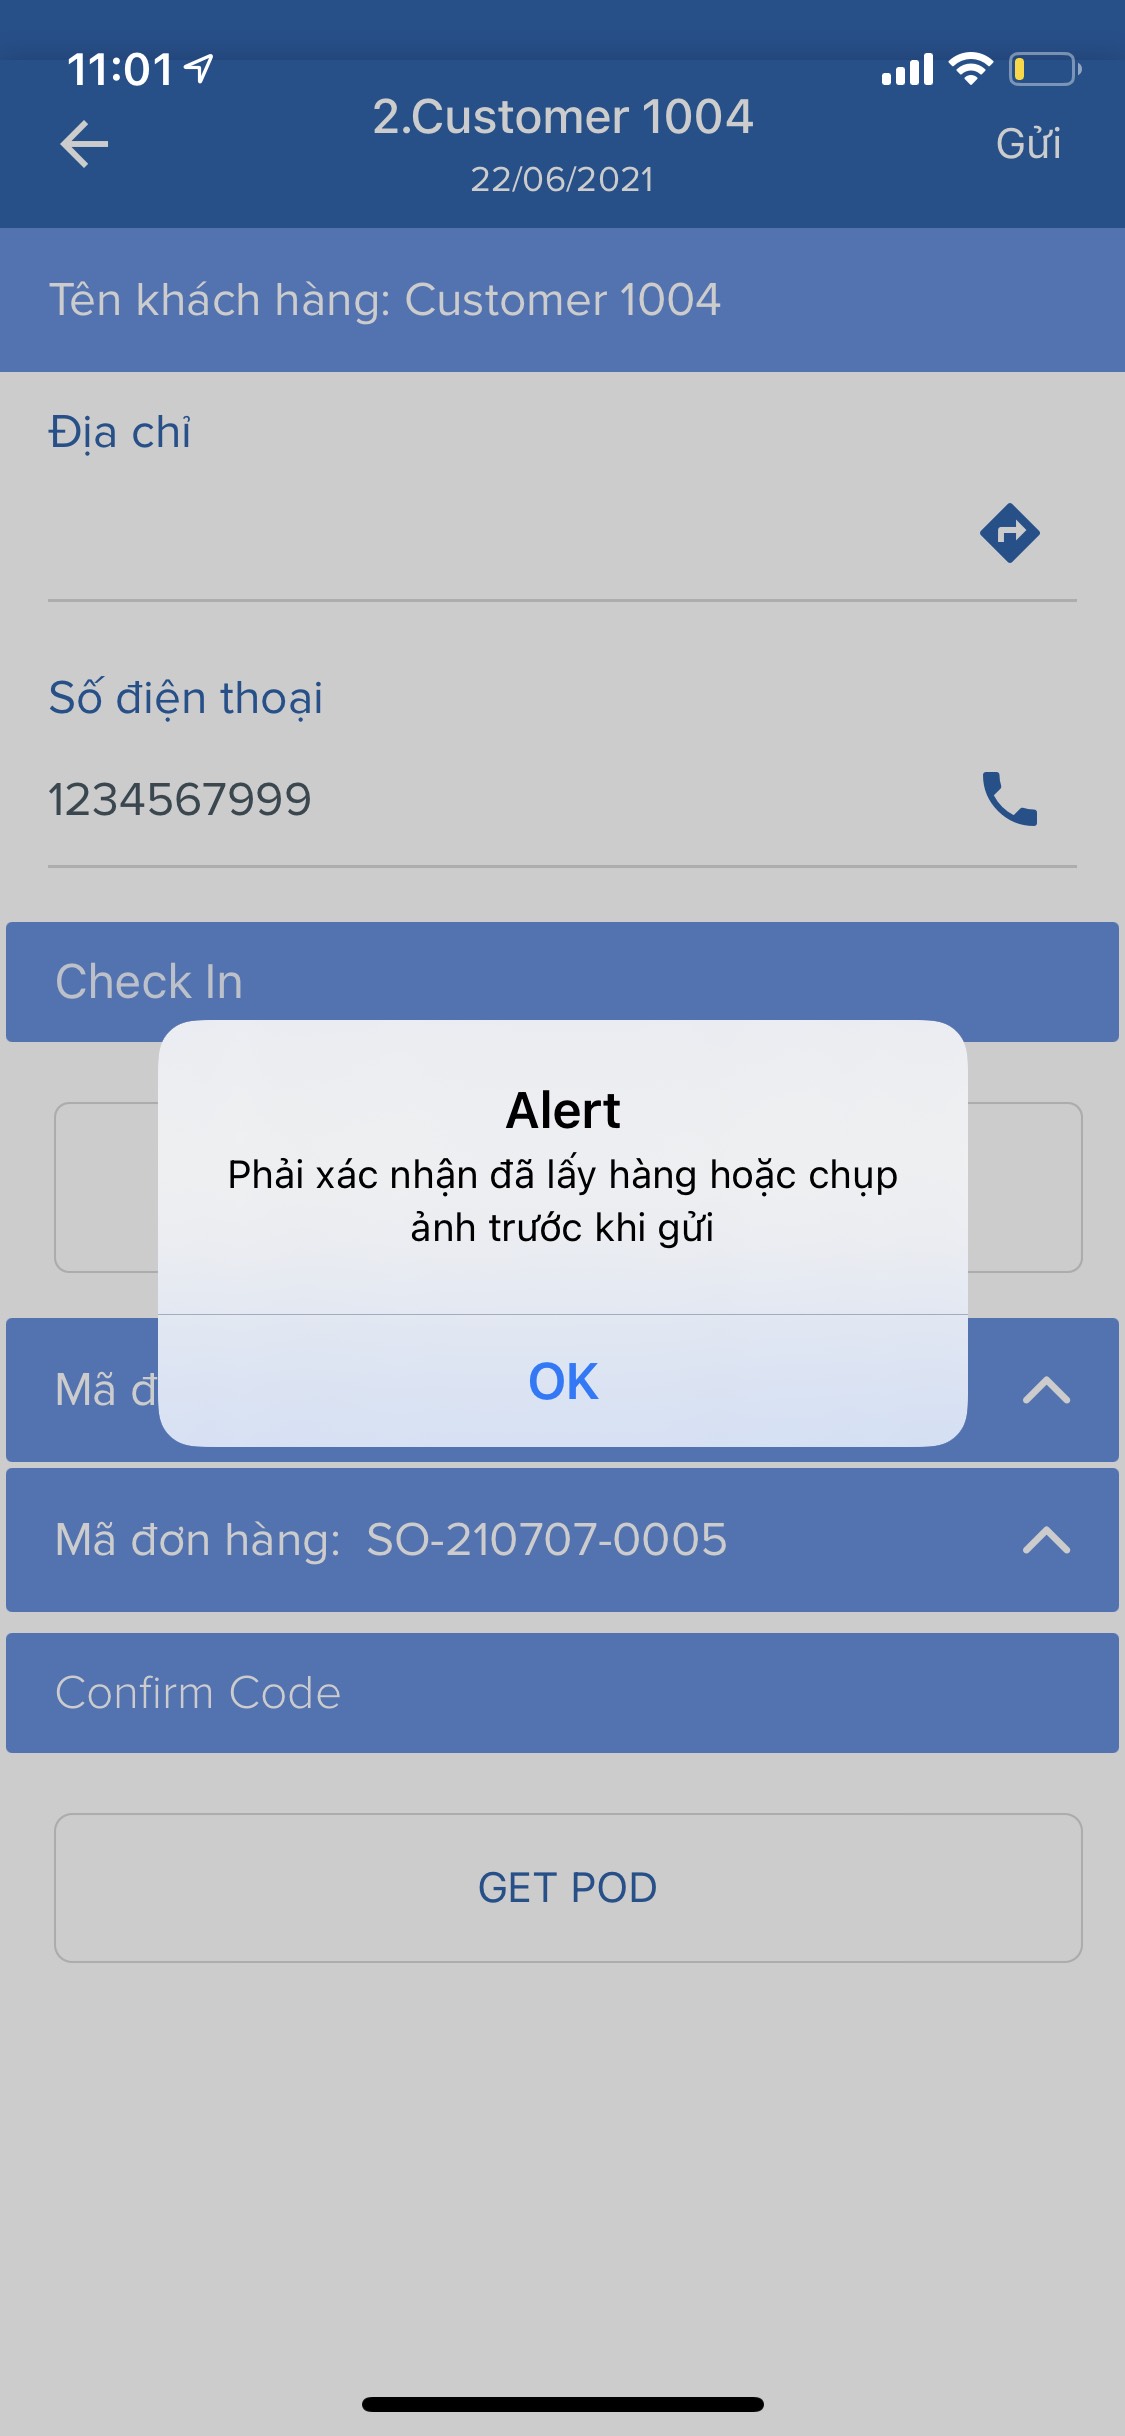 11:01
2.Customer 1004
Gửi
22/06/2021
Tên khách hàng: Customer 1004
Địa chỉ
Số điện thoại
1234567999
Check In
Alert
Phải xác nhận đã lấy hàng hoặc chụp
ảnh trước khi gửi
OK
Mã đ
Mã đơn hàng: SO-210707-0005
Confirm Code
GET POD